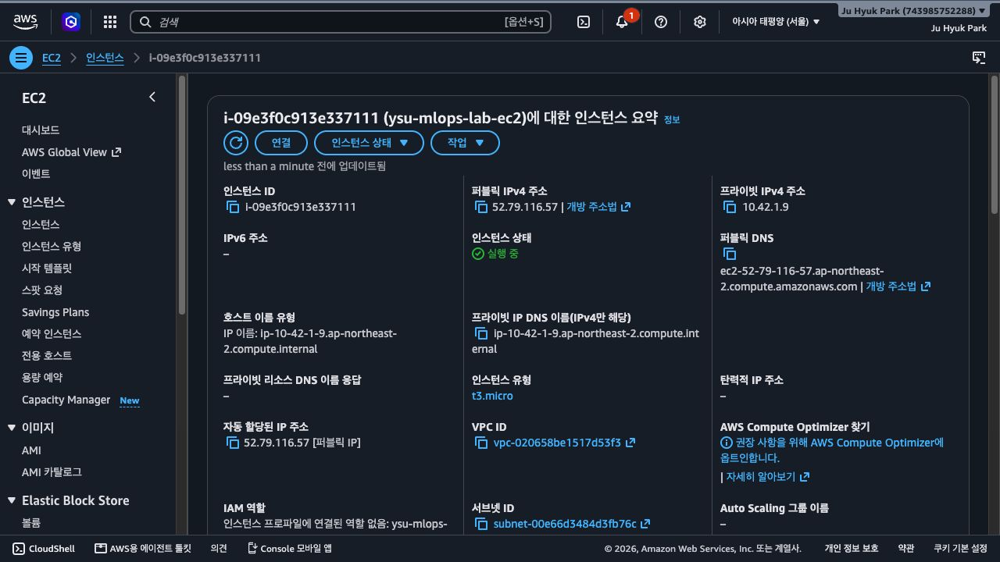 aws
검색
[옵션+S]
1
아시아 태평양 (서울)
Ju Hyuk Park (743985752288)
Ju Hyuk Park
EC2
인스턴스
i-09e3f0c913e337111
EC2
대시보드
AWS Global View
이벤트
인스턴스
인스턴스
인스턴스 유형
시작 템플릿
스팟 요청
Savings Plans
예약 인스턴스
전용 호스트
용량 예약
Capacity Manager New
이미지
AMI
AMI 카탈로그
Elastic Block Store
볼륨
i-09e3f0c913e337111 (ysu-mlops-lab-ec2)에 대한 인스턴스 요약 정보
연결
인스턴스 상태
작업
less than a minute 전에 업데이트됨
인스턴스 ID
i-09e3f0c913e337111
퍼블릭 IPv4 주소
52.79.116.57 | 개방 주소법
프라이빗 IPv4 주소
10.42.1.9
IPv6 주소
–
인스턴스 상태
실행 중
퍼블릭 DNS
ec2-52-79-116-57.ap-northeast-
2.compute.amazonaws.com | 개방 주소법
호스트 이름 유형
IP 이름: ip-10-42-1-9.ap-northeast-
2.compute.internal
프라이빗 IP DNS 이름(IPv4만 해당)
ip-10-42-1-9.ap-northeast-2.compute.int
ernal
프라이빗 리소스 DNS 이름 응답
–
인스턴스 유형
t3.micro
탄력적 IP 주소
–
자동 할당된 IP 주소
52.79.116.57 [퍼블릭 IP]
VPC ID
vpc-020658be1517d53f3
AWS Compute Optimizer 찾기
권장 사항을 위해 AWS Compute Optimizer에
옵트인합니다.
| 자세히 알아보기
IAM 역할
인스턴스 프로파일에 연결된 역할 없음: ysu-mlops-
서브넷 ID
subnet-00e66d3484d3fb76c
Auto Scaling 그룹 이름
–
CloudShell
AWS용 에이전트 툴킷
의견
Console 모바일 앱
© 2026, Amazon Web Services, Inc. 또는 계열사.
개인 정보 보호
약관
쿠키 기본 설정